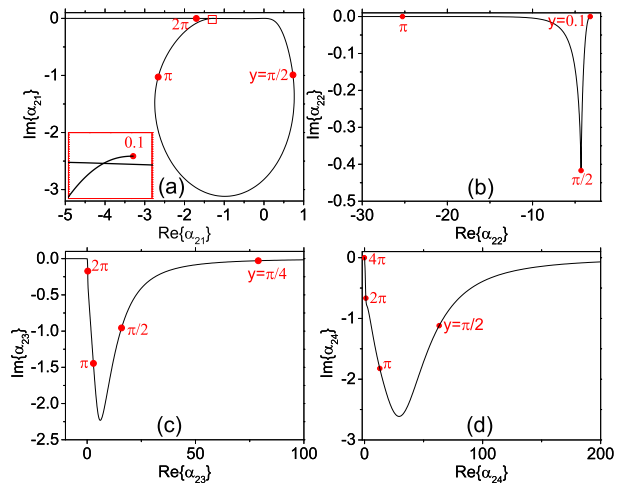 0
-1
-2
-3
-5 -4 -3 -2 -1 0 1 2
Im{α21}
Re{α21}
2π
π
y=π/2
0.1
(a)
0.0
-0.1
-0.2
-0.3
-0.4
-0.5
-30 -20 -10
Im{α22}
Re{α22}
π
y=0.1
π/2
(b)
0.0
-0.5
-1.0
-1.5
-2.0
-2.5
0 25 50 75 100
Im{α23}
Re{α23}
2π
π
π/2
y=π/4
(c)
0
-1
-2
-3
0 100 200
Im{α24}
Re{α24}
4π
2π
π
y=π/2
(d)